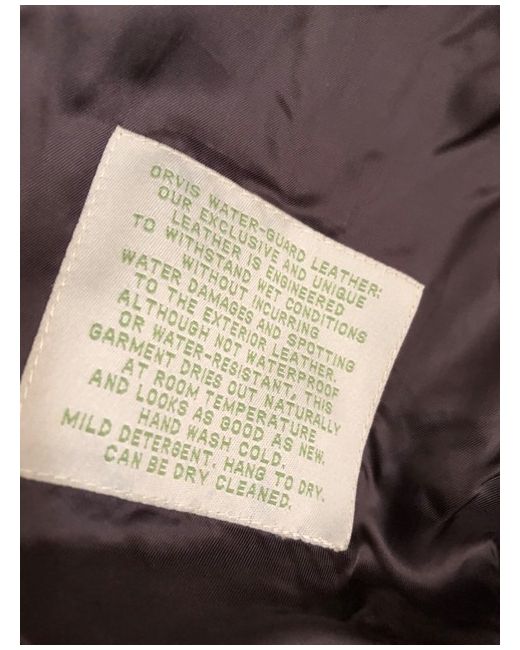 ORVIS WATER-GUARD LEATHER:
OUR EXCLUSIVE AND UNIQUE
LEATHER IS ENGINEERED
TO WITHSTAND WET CONDITIONS
WITHOUT INCURRING
WATER DAMAGES AND SPOTTING
TO THE EXTERIOR LEATHER.
ALTHOUGH NOT WATERPROOF
OR WATER-RESISTANT, THIS
GARMENT DRIES OUT NATURALLY
AT ROOM TEMPERATURE
AND LOOKS AS GOOD AS NEW.
HAND WASH COLD,
MILD DETERGENT, HANG TO DRY.
CAN BE DRY CLEANED.